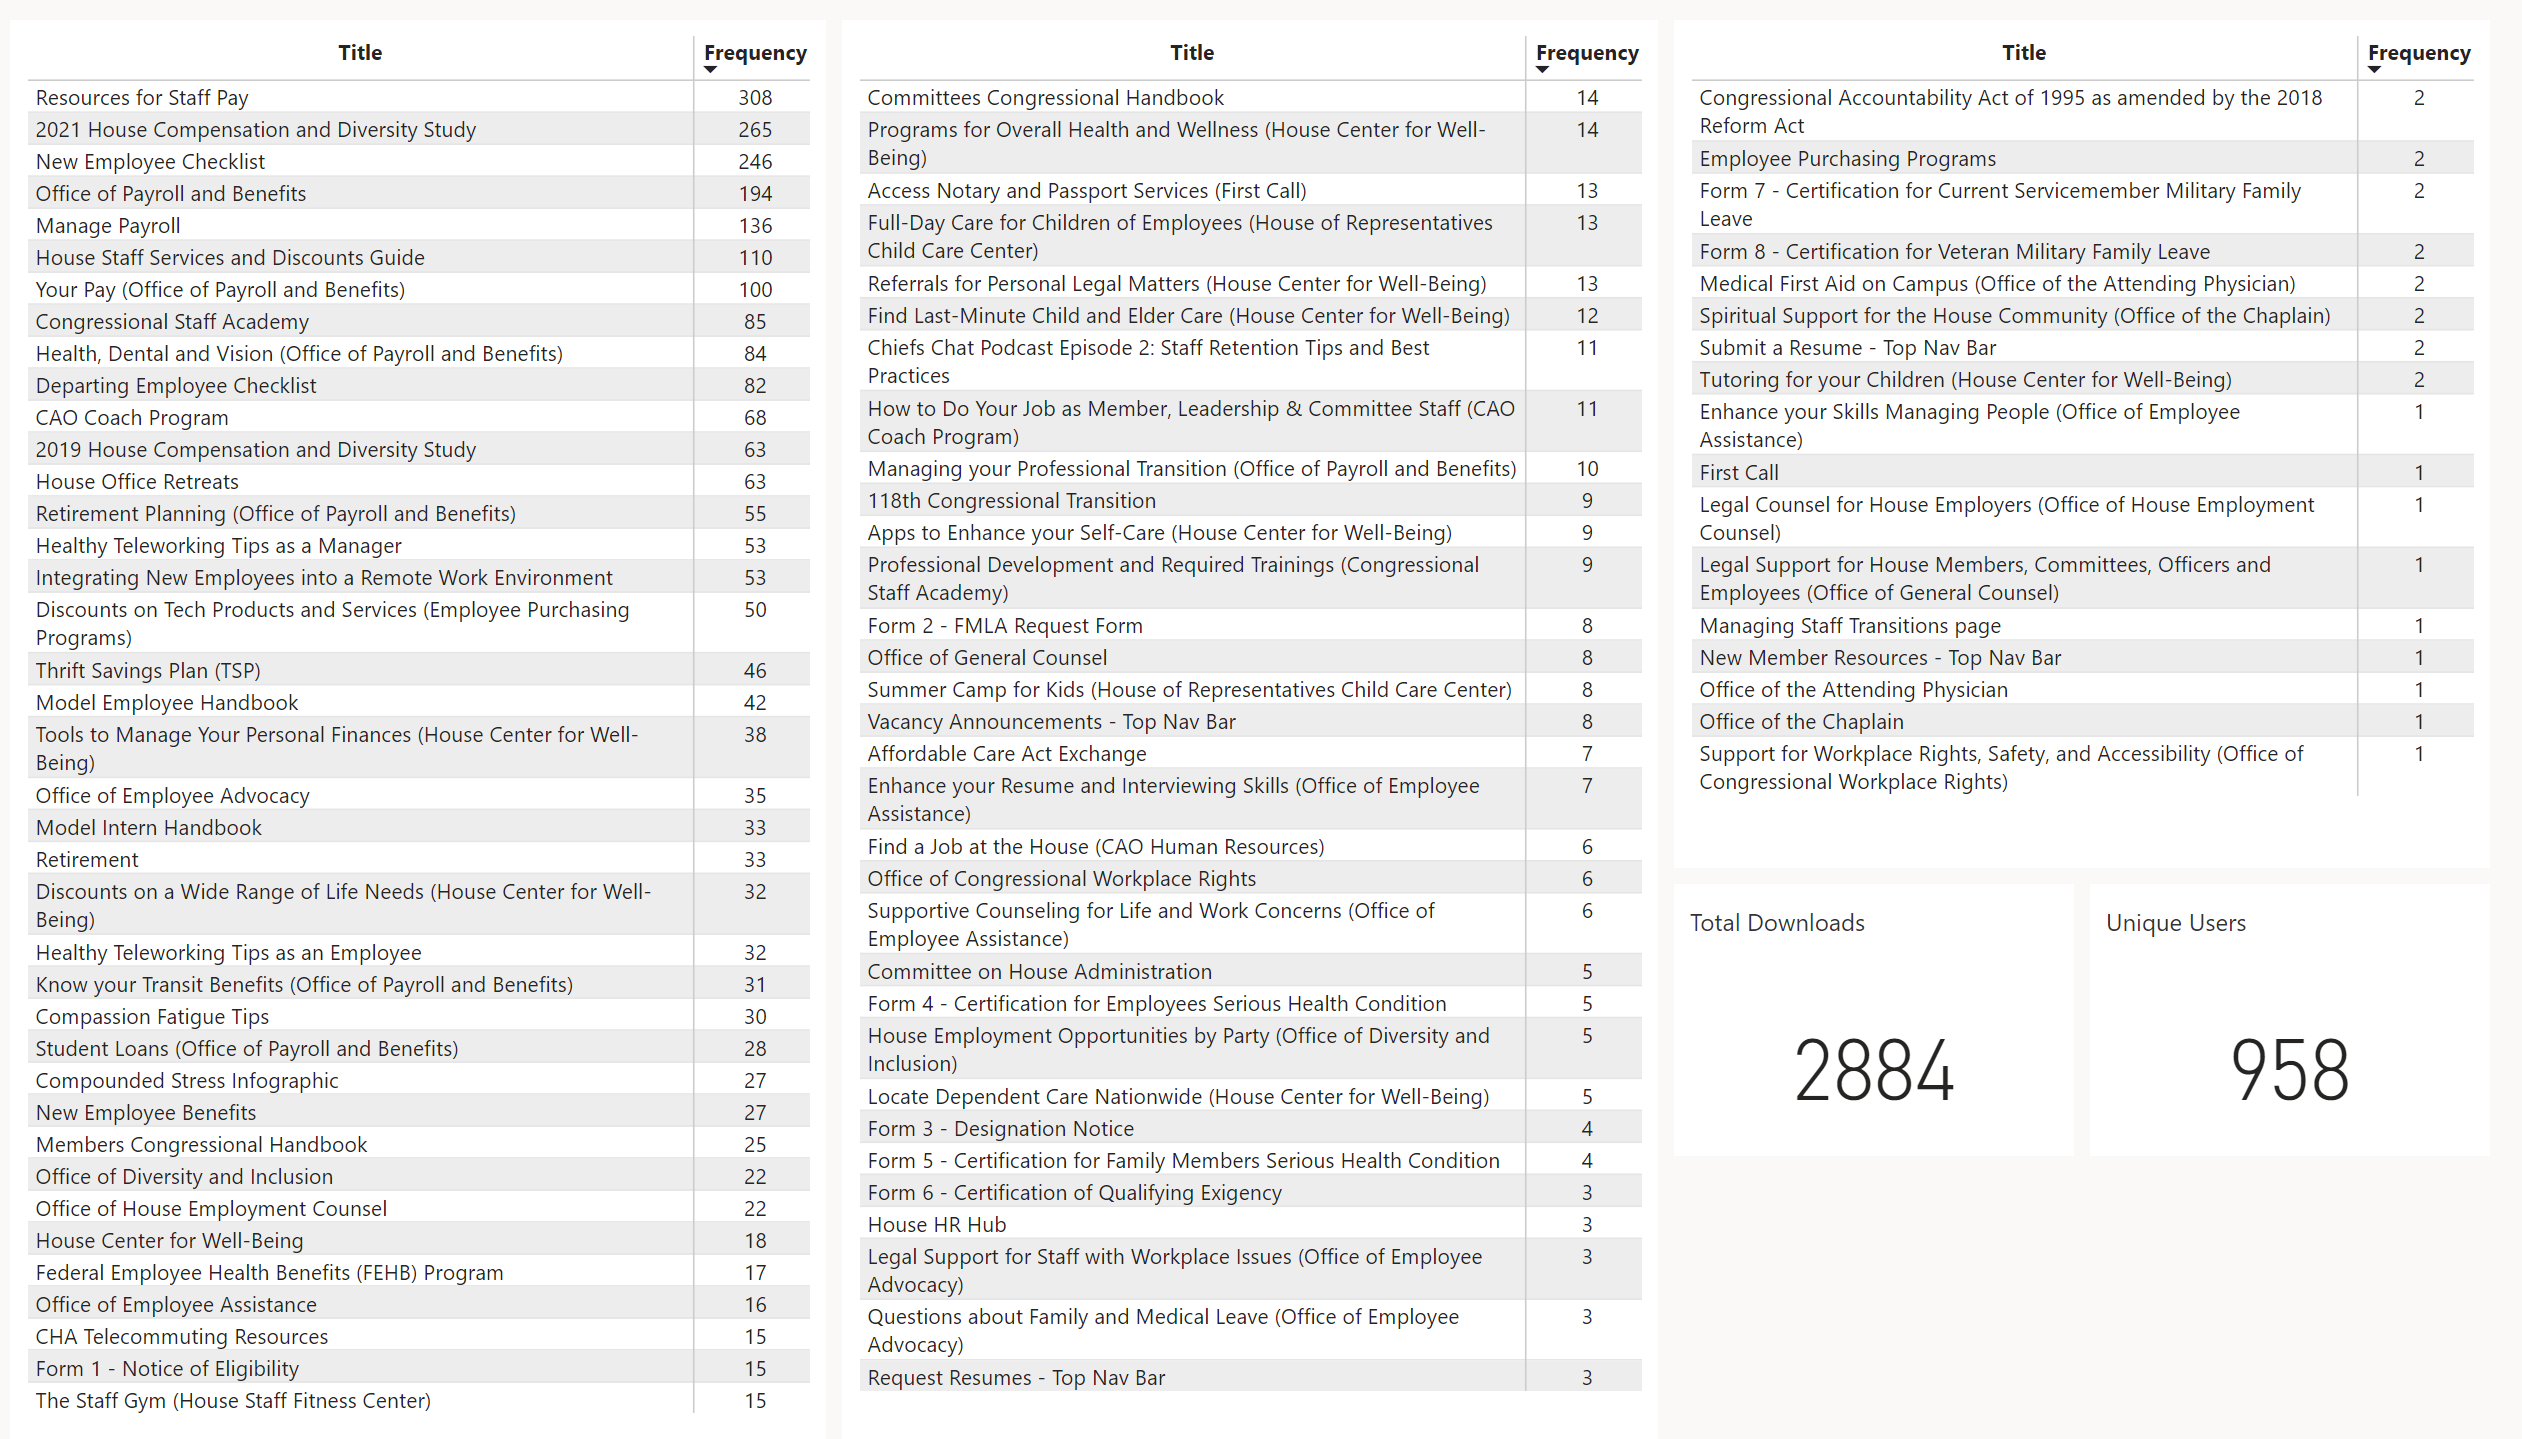 Title Frequency
Resources for Staff Pay 308
2021 House Compensation and Diversity Study 265
New Employee Checklist 246
Office of Payroll and Benefits 194
Manage Payroll 136
House Staff Services and Discounts Guide 110
Your Pay (Office of Payroll and Benefits) 100
Congressional Staff Academy 85
Health, Dental and Vision (Office of Payroll and Benefits) 84
Departing Employee Checklist 82
CAO Coach Program 68
2019 House Compensation and Diversity Study 63
House Office Retreats 63
Retirement Planning (Office of Payroll and Benefits) 55
Healthy Teleworking Tips as a Manager 53
Integrating New Employees into a Remote Work Environment 53
Discounts on Tech Products and Services (Employee Purchasing 50
Programs)
Thrift Savings Plan (TSP) 46
Model Employee Handbook 42
Tools to Manage Your Personal Finances (House Center for Well- 38
Being)
Office of Employee Advocacy 35
Model Intern Handbook 33
Retirement 33
Discounts on a Wide Range of Life Needs (House Center for Well- 32
Being)
Healthy Teleworking Tips as an Employee 32
Know your Transit Benefits (Office of Payroll and Benefits) 31
Compassion Fatigue Tips 30
Student Loans (Office of Payroll and Benefits) 28
Compounded Stress Infographic 27
New Employee Benefits 27
Members Congressional Handbook 25
Office of Diversity and Inclusion 22
Office of House Employment Counsel 22
House Center for Well-Being 18
Federal Employee Health Benefits (FEHB) Program 17
Office of Employee Assistance 16
CHA Telecommuting Resources 15
Form 1 - Notice of Eligibility 15
The Staff Gym (House Staff Fitness Center) 15
Title Frequency
Committees Congressional Handbook 14
Programs for Overall Health and Wellness (House Center for Well- 14
Being)
Access Notary and Passport Services (First Call) 13
Full-Day Care for Children of Employees (House of Representatives 13
Child Care Center)
Referrals for Personal Legal Matters (House Center for Well-Being) 13
Find Last-Minute Child and Elder Care (House Center for Well-Being) 12
Chiefs Chat Podcast Episode 2: Staff Retention Tips and Best 11
Practices
How to Do Your Job as Member, Leadership & Committee Staff (CAO 11
Coach Program)
Managing your Professional Transition (Office of Payroll and Benefits) 10
118th Congressional Transition 9
Apps to Enhance your Self-Care (House Center for Well-Being) 9
Professional Development and Required Trainings (Congressional 9
Staff Academy)
Form 2 - FMLA Request Form 8
Office of General Counsel 8
Summer Camp for Kids (House of Representatives Child Care Center) 8
Vacancy Announcements - Top Nav Bar 8
Affordable Care Act Exchange 7
Enhance your Resume and Interviewing Skills (Office of Employee 7
Assistance)
Find a Job at the House (CAO Human Resources) 6
Office of Congressional Workplace Rights 6
Supportive Counseling for Life and Work Concerns (Office of 6
Employee Assistance)
Committee on House Administration 5
Form 4 - Certification for Employees Serious Health Condition 5
House Employment Opportunities by Party (Office of Diversity and 5
Inclusion)
Locate Dependent Care Nationwide (House Center for Well-Being) 5
Form 3 - Designation Notice 4
Form 5 - Certification for Family Members Serious Health Condition 4
Form 6 - Certification of Qualifying Exigency 3
House HR Hub 3
Legal Support for Staff with Workplace Issues (Office of Employee 3
Advocacy)
Questions about Family and Medical Leave (Office of Employee 3
Advocacy)
Request Resumes - Top Nav Bar 3
Title Frequency
Congressional Accountability Act of 1995 as amended by the 2018 2
Reform Act
Employee Purchasing Programs 2
Form 7 - Certification for Current Servicemember Military Family 2
Leave
Form 8 - Certification for Veteran Military Family Leave 2
Medical First Aid on Campus (Office of the Attending Physician) 2
Spiritual Support for the House Community (Office of the Chaplain) 2
Submit a Resume - Top Nav Bar 2
Tutoring for your Children (House Center for Well-Being) 2
Enhance your Skills Managing People (Office of Employee 1
Assistance)
First Call 1
Legal Counsel for House Employers (Office of House Employment 1
Counsel)
Legal Support for House Members, Committees, Officers and 1
Employees (Office of General Counsel)
Managing Staff Transitions page 1
New Member Resources - Top Nav Bar 1
Office of the Attending Physician 1
Office of the Chaplain 1
Support for Workplace Rights, Safety, and Accessibility (Office of 1
Congressional Workplace Rights)
Total Downloads
2884
Unique Users
958